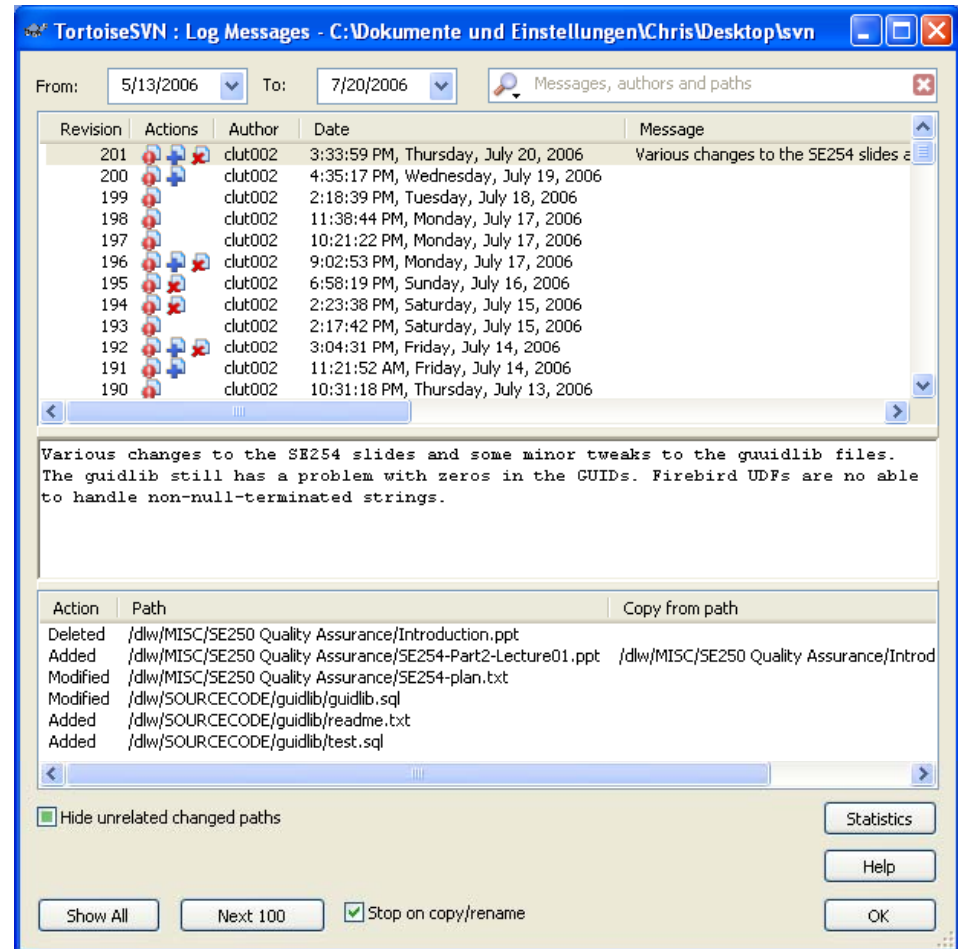 TortoiseSVN : Log Messages - C:\Dokumente und Einstellungen\Chris\Desktop\svn
From: 5/13/2006 To: 7/20/2006 Messages, authors and paths
Revision Actions Author Date Message
201 clut002 3:33:59 PM, Thursday, July 20, 2006 Various changes to the SE254 slides a
200 clut002 4:35:17 PM, Wednesday, July 19, 2006
199 clut002 2:18:39 PM, Tuesday, July 18, 2006
198 clut002 11:38:44 PM, Monday, July 17, 2006
197 clut002 10:21:22 PM, Monday, July 17, 2006
196 clut002 9:02:53 PM, Monday, July 17, 2006
195 clut002 6:58:19 PM, Sunday, July 16, 2006
194 clut002 2:23:38 PM, Saturday, July 15, 2006
193 clut002 2:17:42 PM, Saturday, July 15, 2006
192 clut002 3:04:31 PM, Friday, July 14, 2006
191 clut002 11:21:52 AM, Friday, July 14, 2006
190 clut002 10:31:18 PM, Thursday, July 13, 2006
Various changes to the SE254 slides and some minor tweaks to the guuidlib files.
The guidlib still has a problem with zeros in the GUIDs. Firebird UDFs are no able
to handle non-null-terminated strings.
Action Path Copy from path
Deleted /dlw/MISC/SE250 Quality Assurance/Introduction.ppt
Added /dlw/MISC/SE250 Quality Assurance/SE254-Part2-Lecture01.ppt /dlw/MISC/SE250 Quality Assurance/Introd
Modified /dlw/MISC/SE250 Quality Assurance/SE254-plan.txt
Modified /dlw/SOURCECODE/guidlib/guidlib.sql
Added /dlw/SOURCECODE/guidlib/readme.txt
Added /dlw/SOURCECODE/guidlib/test.sql
Hide unrelated changed paths Statistics
Help
Show All Next 100 Stop on copy/rename OK